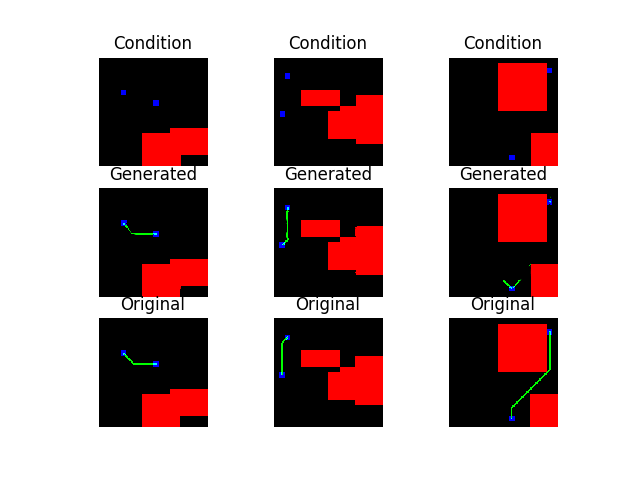 Condition Condition Condition
Generated Generated Generated
Original Original Original